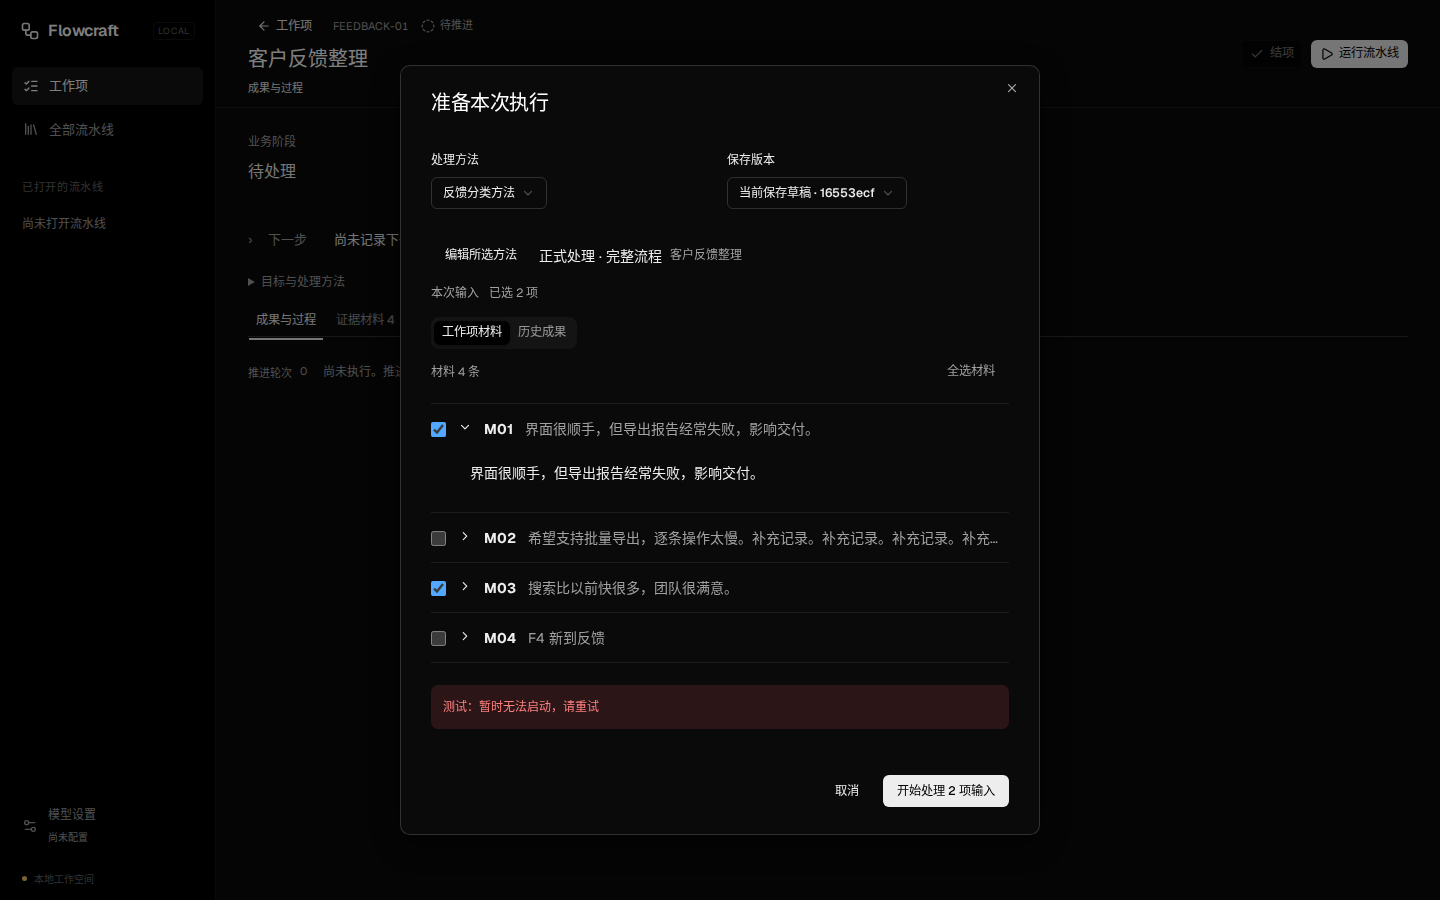 Flowcraft
LOCAL
工作项
全部流水线
已打开的流水线
尚未打开流水线
模型设置
尚未配置
本地工作空间
工作项
FEEDBACK-01
待推进
客户反馈整理
成果与过程
结项
运行流水线
业务阶段
待处理
下一步
尚未记录下
目标与处理方法
成果与过程
证据材料 4
推进轮次 0
尚未执行。推进
准备本次执行
处理方法
保存版本
反馈分类方法
当前保存草稿 · 16553ecf
编辑所选方法
正式处理 · 完整流程
客户反馈整理
本次输入
已选 2 项
工作项材料
历史成果
材料 4 条
全选材料
M01 界面很顺手，但导出报告经常失败，影响交付。
界面很顺手，但导出报告经常失败，影响交付。
M02 希望支持批量导出，逐条操作太慢。补充记录。补充记录。补充记录。补充…
M03 搜索比以前快很多，团队很满意。
M04 F4 新到反馈
测试：暂时无法启动，请重试
取消
开始处理 2 项输入